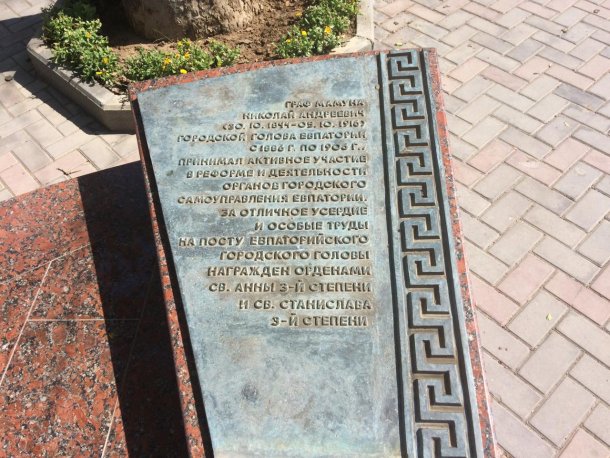 ГРАФ МАМУНА
НИКОЛАЙ АНДРЕЕВИЧ
(30.10.1844-05.10.1916)
ГОРОДСКОЙ ГОЛОВА ЕВПАТОРИИ
С 1886 Г. ПО 1906 Г.,
ПРИНИМАЛ АКТИВНОЕ УЧАСТИЕ
В РЕФОРМЕ И ДЕЯТЕЛЬНОСТИ
ОРГАНОВ ГОРОДСКОГО
САМОУПРАВЛЕНИЯ ЕВПАТОРИИ.
ЗА ОТЛИЧНОЕ УСЕРДИЕ
И ОСОБЫЕ ТРУДЫ
НА ПОСТУ ЕВПАТОРИЙСКОГО
ГОРОДСКОГО ГОЛОВЫ
НАГРАЖДЕН ОРДЕНАМИ
СВ. АННЫ 3-Й СТЕПЕНИ
И СВ. СТАНИСЛАВА
3-Й СТЕПЕНИ